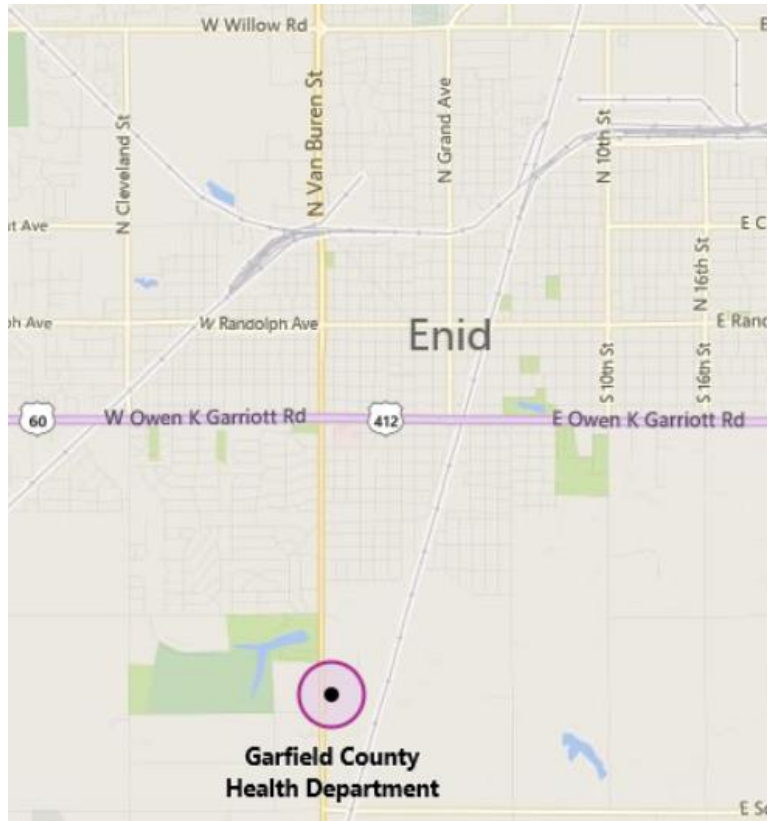 W Willow Rd
N Cleveland St
N Van Buren St
N Grand Ave
N 10th St
N 16th St
Ave
E C
Ave
W Randolph Ave
Enid
E Rand
S 10th St
S 16th St
60
W Owen K Garriott Rd
412
E Owen K Garriott Rd
Garfield County
Health Department
E S